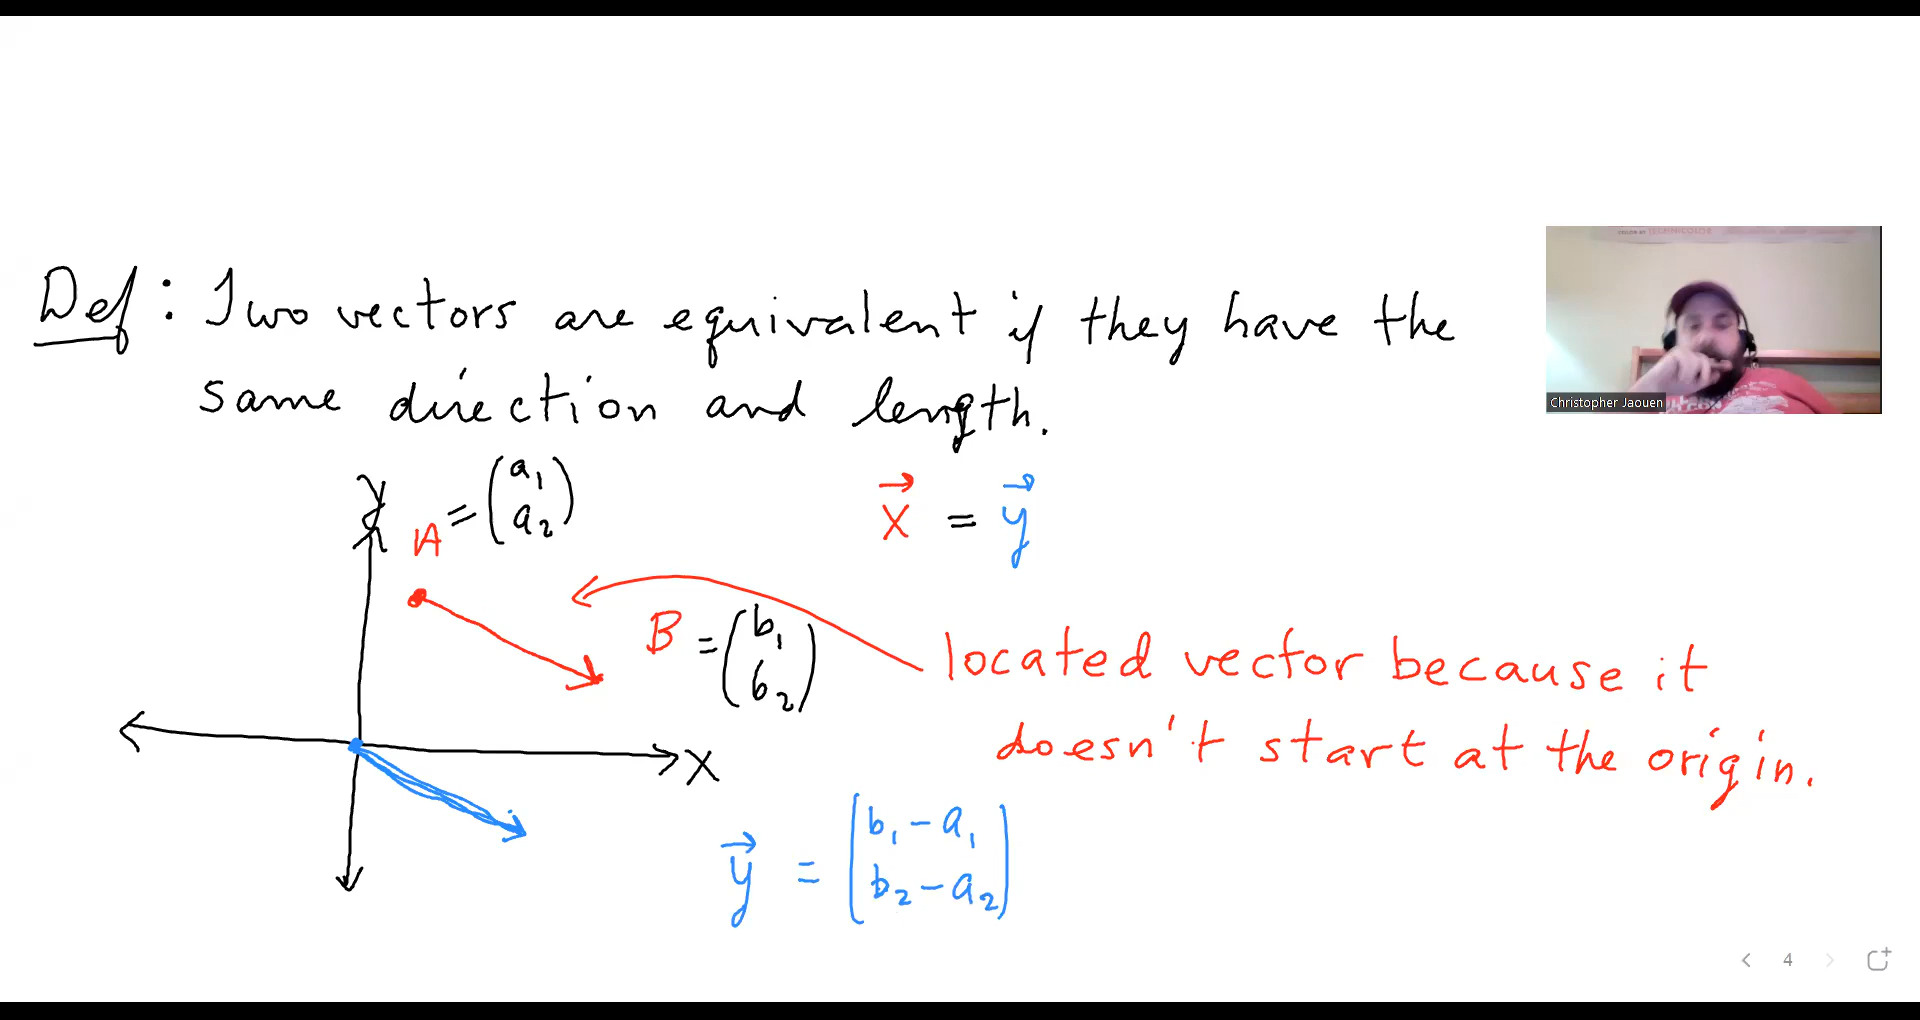 Def: Two vectors are equivalent if they have the
same direction and length.
y
A = (a₁ a₂)
x⃗ = y⃗
B = (b₁ b₂)
located vector because it
doesn't start at the origin.
x
y⃗ = (b₁ - a₁ b₂ - a₂)
TECHNICOLOR
Christopher Jaouen
4